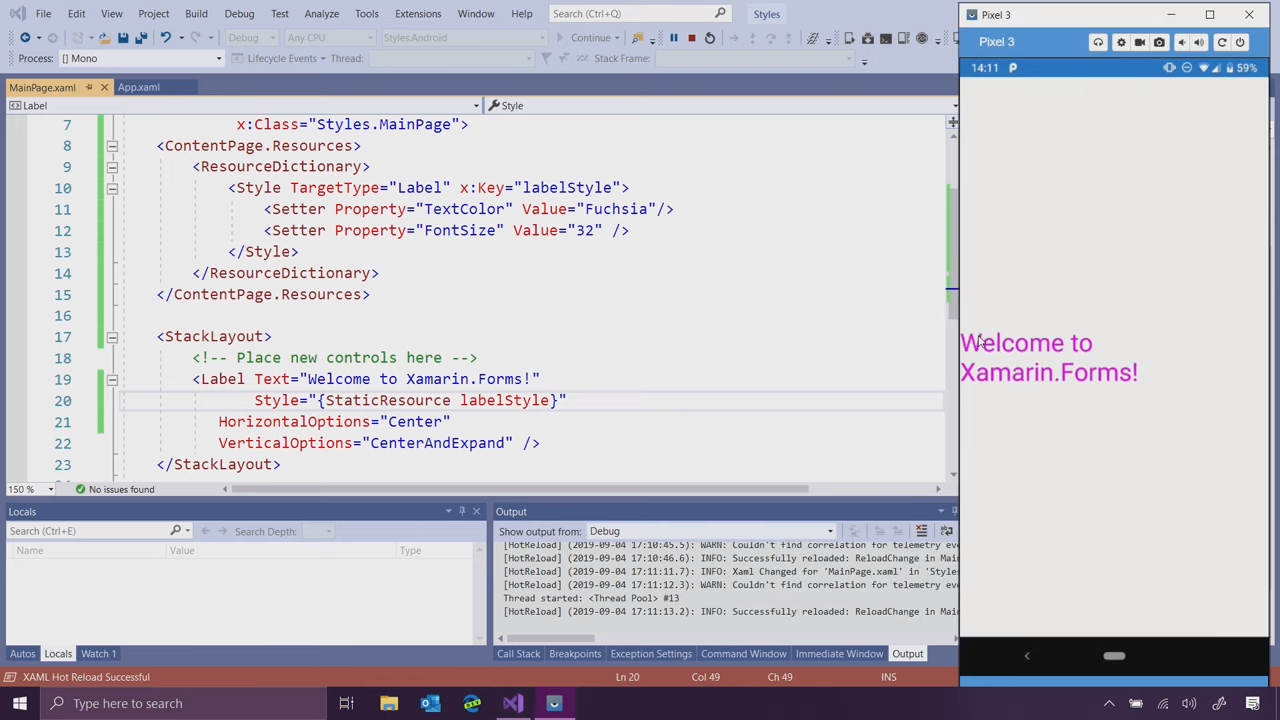 File Edit View Project Build Debug Test Analyze Tools Extensions Window Help Search (Ctrl+Q) Styles
Debug Any CPU Styles.Android Continue
Process: [] Mono Lifecycle Events Thread: Stack Frame:
MainPage.xaml App.xaml
Label Style
7 x:Class="Styles.MainPage">
8 <ContentPage.Resources>
9 <ResourceDictionary>
10 <Style TargetType="Label" x:Key="labelStyle">
11 <Setter Property="TextColor" Value="Fuchsia"/>
12 <Setter Property="FontSize" Value="32" />
13 </Style>
14 </ResourceDictionary>
15 </ContentPage.Resources>
16
17 <StackLayout>
18 <!-- Place new controls here -->
19 <Label Text="Welcome to Xamarin.Forms!"
20 Style="{StaticResource labelStyle}"
21 HorizontalOptions="Center"
22 VerticalOptions="CenterAndExpand" />
23 </StackLayout>
150 % No issues found
Locals
Search (Ctrl+E) Search Depth:
Name Value Type
Output
Show output from: Debug
[HotReload] (2019-09-04 17:10:45.5): WARN: Couldn't find correlation for telemetry eve
[HotReload] (2019-09-04 17:10:46.6): INFO: Successfully reloaded: ReloadChange in Main
[HotReload] (2019-09-04 17:11:11.7): INFO: Xaml Changed for 'MainPage.xaml' in 'Styles
[HotReload] (2019-09-04 17:11:12.3): WARN: Couldn't find correlation for telemetry eve
Thread started: <Thread Pool> #13
[HotReload] (2019-09-04 17:11:13.2): INFO: Successfully reloaded: ReloadChange in Main
Autos Locals Watch 1
Call Stack Breakpoints Exception Settings Command Window Immediate Window Output
XAML Hot Reload Successful Ln 20 Col 49 Ch 49 INS
Type here to search
Pixel 3
Pixel 3
14:11 59%
Welcome to
Xamarin.Forms!